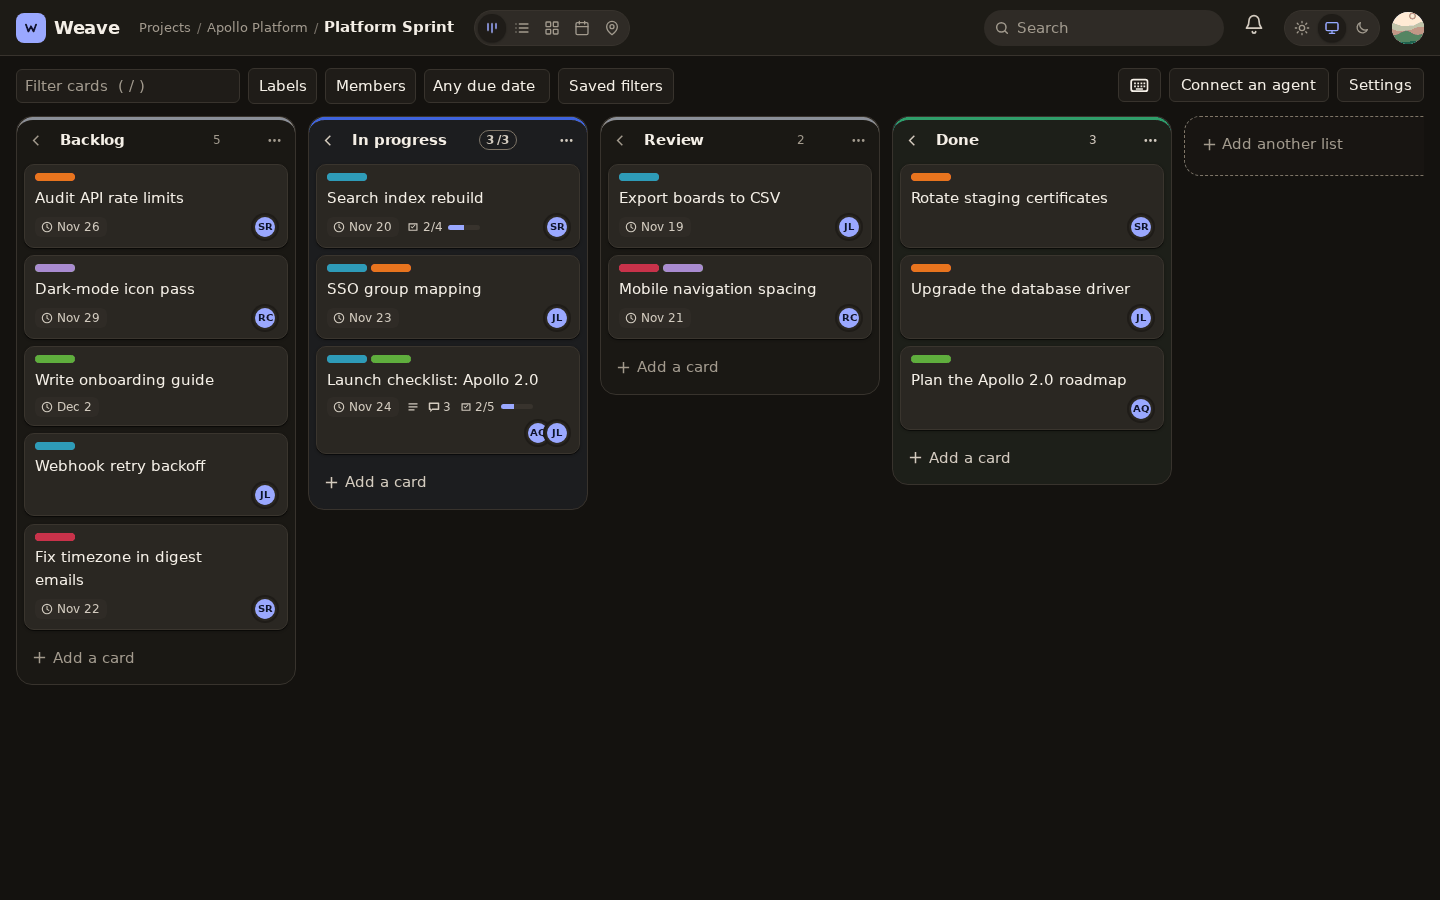 Weave
Projects / Apollo Platform / Platform Sprint
Search
Filter cards ( / )
Labels
Members
Any due date
Saved filters
Connect an agent
Settings
Backlog 5
Audit API rate limits
Nov 26
SR
Dark-mode icon pass
Nov 29
RC
Write onboarding guide
Dec 2
Webhook retry backoff
JL
Fix timezone in digest
emails
Nov 22
SR
Add a card
In progress 3 /3
Search index rebuild
Nov 20 2/4
SR
SSO group mapping
Nov 23
JL
Launch checklist: Apollo 2.0
Nov 24 3 2/5
AQ JL
Add a card
Review 2
Export boards to CSV
Nov 19
JL
Mobile navigation spacing
Nov 21
RC
Add a card
Done 3
Rotate staging certificates
SR
Upgrade the database driver
JL
Plan the Apollo 2.0 roadmap
AQ
Add a card
Add another list